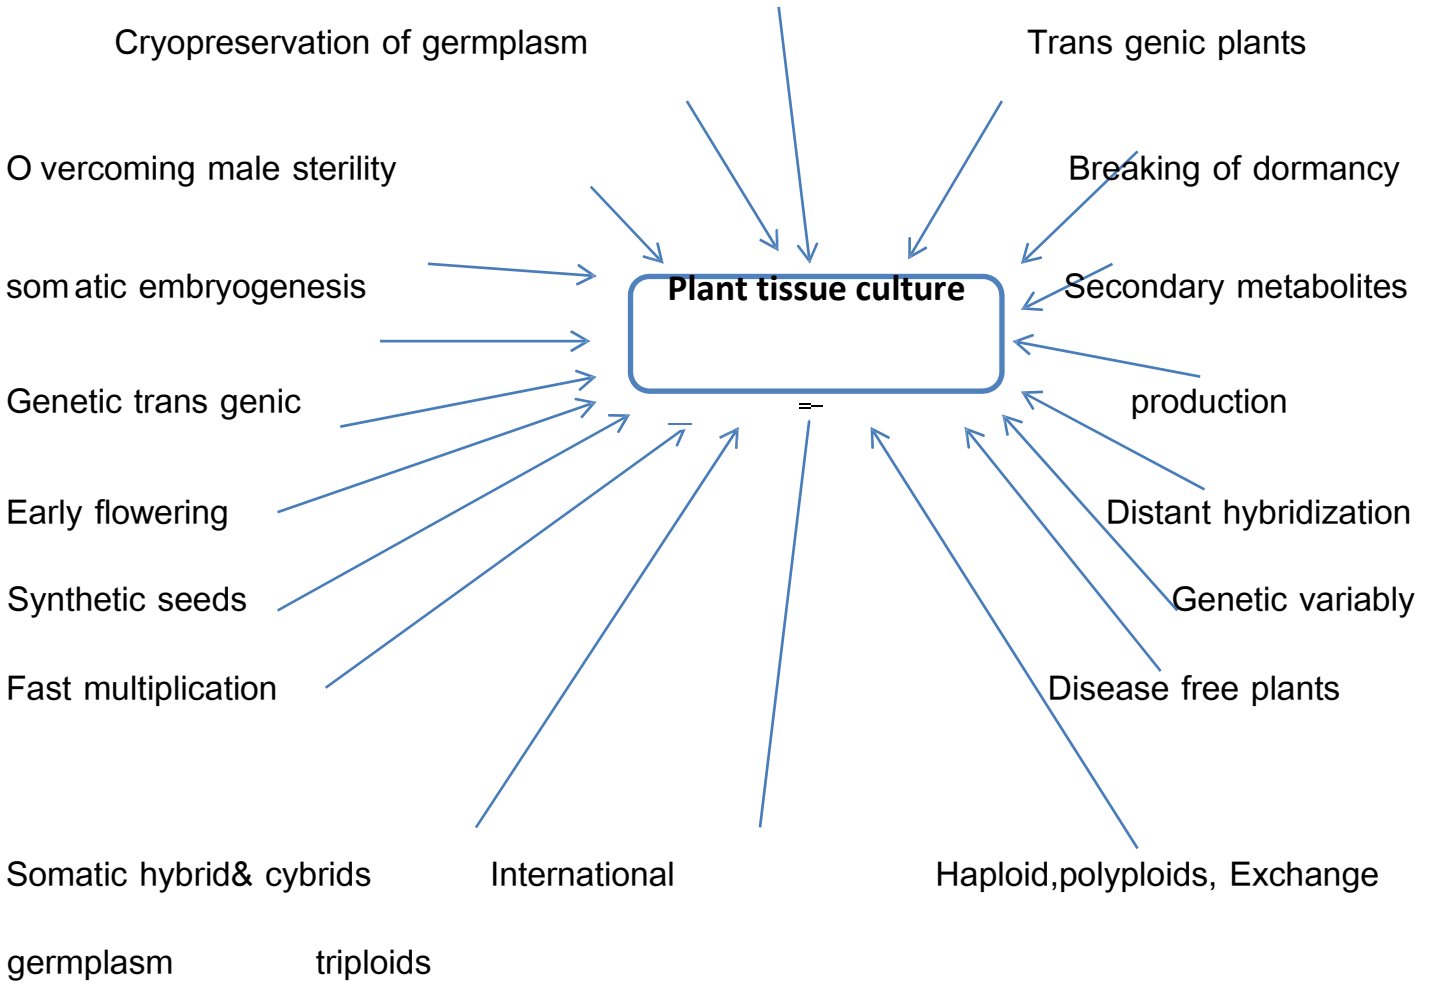 Cryopreservation of germplasm Trans genic plants
O vercoming male sterility Breaking of dormancy
som atic embryogenesis Plant tissue culture Secondary metabolites
Genetic trans genic production
Early flowering Distant hybridization
Synthetic seeds Genetic variably
Fast multiplication Disease free plants
Somatic hybrid& cybrids International Haploid,polyploids, Exchange
germplasm triploids